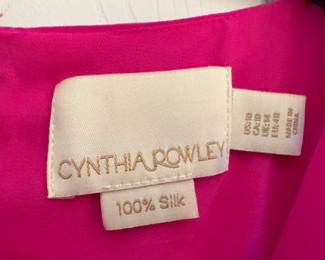 CYNTHIA ROWLEY
100% Silk
US:10
CA:10
UK:14
EU:40
MADE IN
CHINA